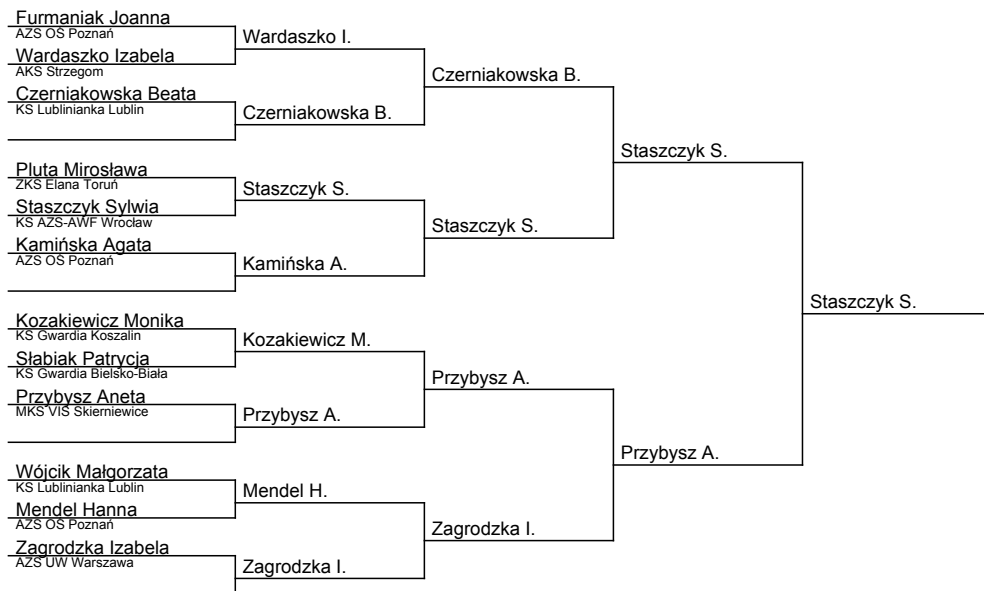 Furmaniak Joanna
AZS OŚ Poznań
Wardaszko Izabela
AKS Strzegom
Czerniakowska Beata
KS Lublinianka Lublin
Pluta Mirosława
ZKS Elana Toruń
Staszczyk Sylwia
KS AZS-AWF Wrocław
Kamińska Agata
AZS OŚ Poznań
Kozakiewicz Monika
KS Gwardia Koszalin
Słabiak Patrycja
KS Gwardia Bielsko-Biała
Przybysz Aneta
MKS VIS Skierniewice
Wójcik Małgorzata
KS Lublinianka Lublin
Mendel Hanna
AZS OŚ Poznań
Zagrodzka Izabela
AZS UW Warszawa
Wardaszko I.
Czerniakowska B.
Staszczyk S.
Kamińska A.
Kozakiewicz M.
Przybysz A.
Mendel H.
Zagrodzka I.
Czerniakowska B.
Staszczyk S.
Przybysz A.
Zagrodzka I.
Staszczyk S.
Przybysz A.
Staszczyk S.